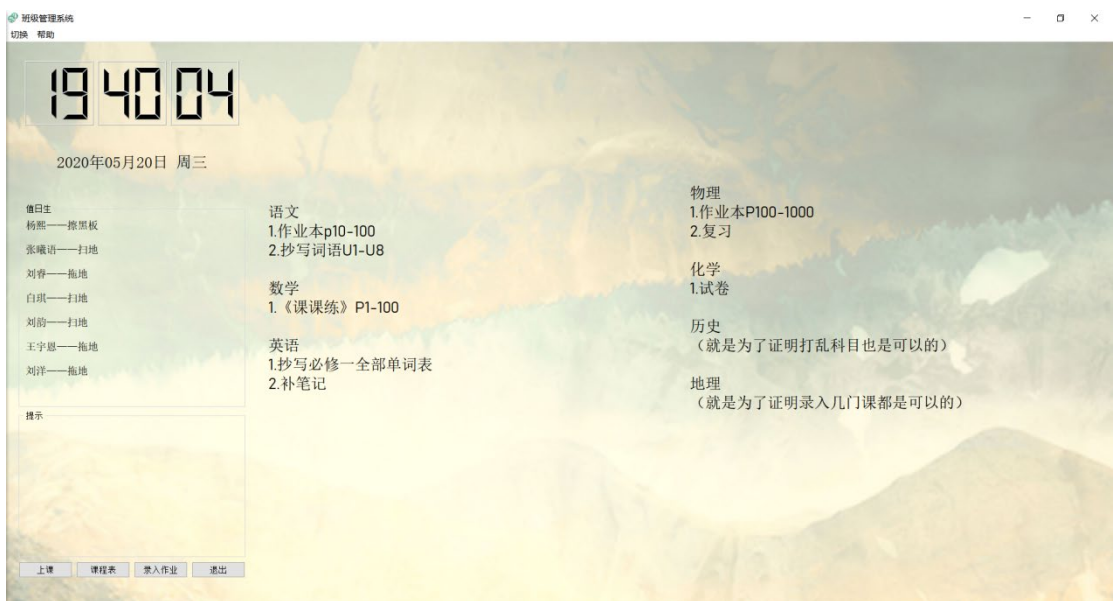 班级管理系统
切换 帮助
19 40 04
2020年05月20日 周三
值日生
杨熙——擦黑板
张曦语——扫地
刘睿——拖地
白琪——扫地
刘韵——扫地
王宇恩——拖地
刘洋——拖地
提示
上课 课程表 录入作业 退出
语文
1.作业本p10-100
2.抄写词语U1-U8
数学
1.《课课练》P1-100
英语
1.抄写必修一全部单词表
2.补笔记
物理
1.作业本P100-1000
2.复习
化学
1.试卷
历史
（就是为了证明打乱科目也是可以的）
地理
（就是为了证明录入几门课都是可以的）